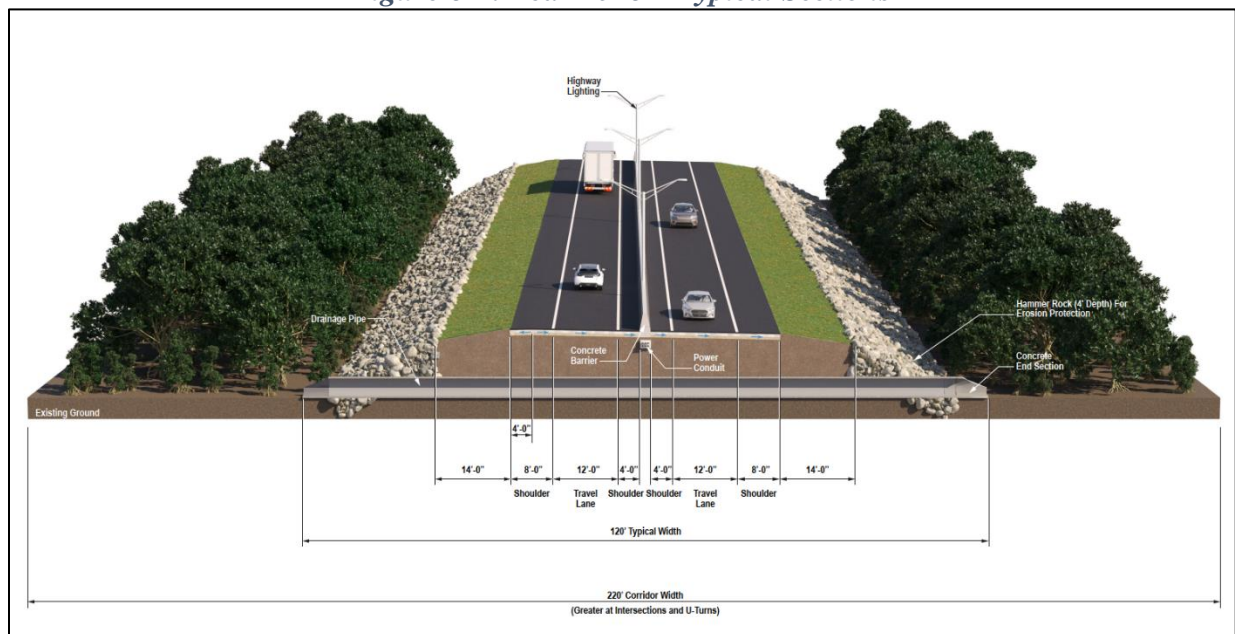 Typical Sections
Highway
Lighting
Drainage Pipe
Hammer Rock (4' Depth) For
Erosion Protection
Concrete
Barrier
Power
Conduit
Concrete
End Section
Existing Ground
4'-0"
14'-0" 8'-0" 12'-0" 4'-0" 4'-0" 12'-0" 8'-0" 14'-0"
Shoulder Travel Lane Shoulder Shoulder Travel Lane Shoulder
120' Typical Width
220' Corridor Width
(Greater at Intersections and U-Turns)